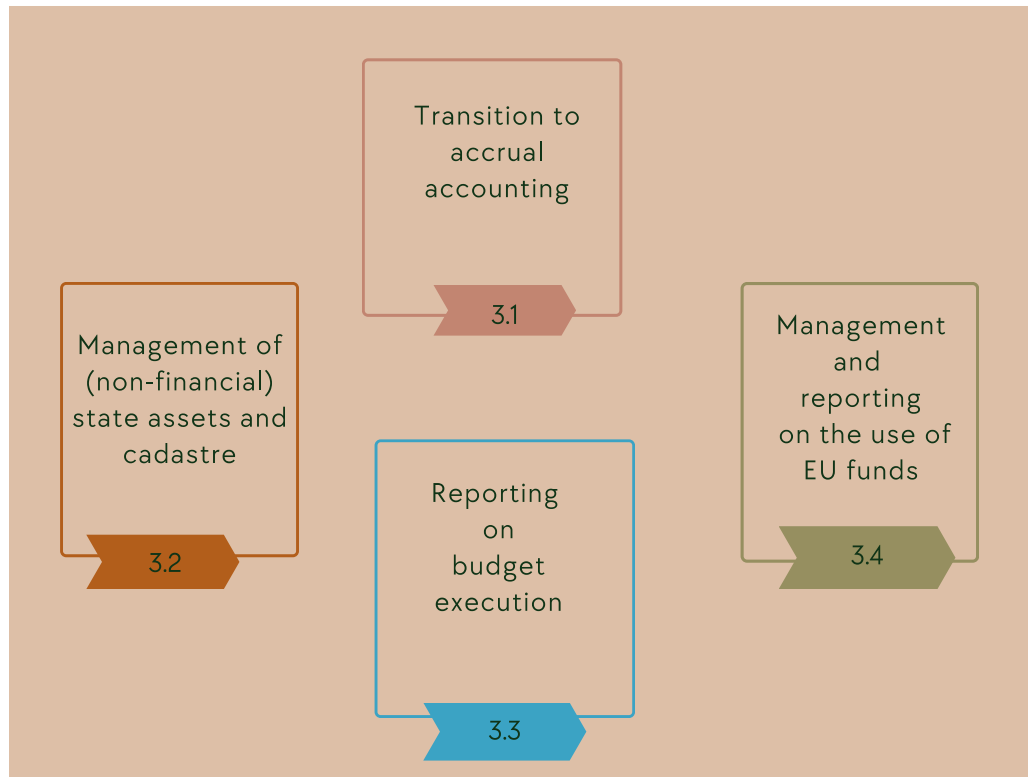 Transition to
accrual
accounting
3.1
Management of
(non-financial)
state assets and
cadastre
3.2
Reporting
on
budget
execution
3.3
Management
and
reporting
on the use of
EU funds
3.4